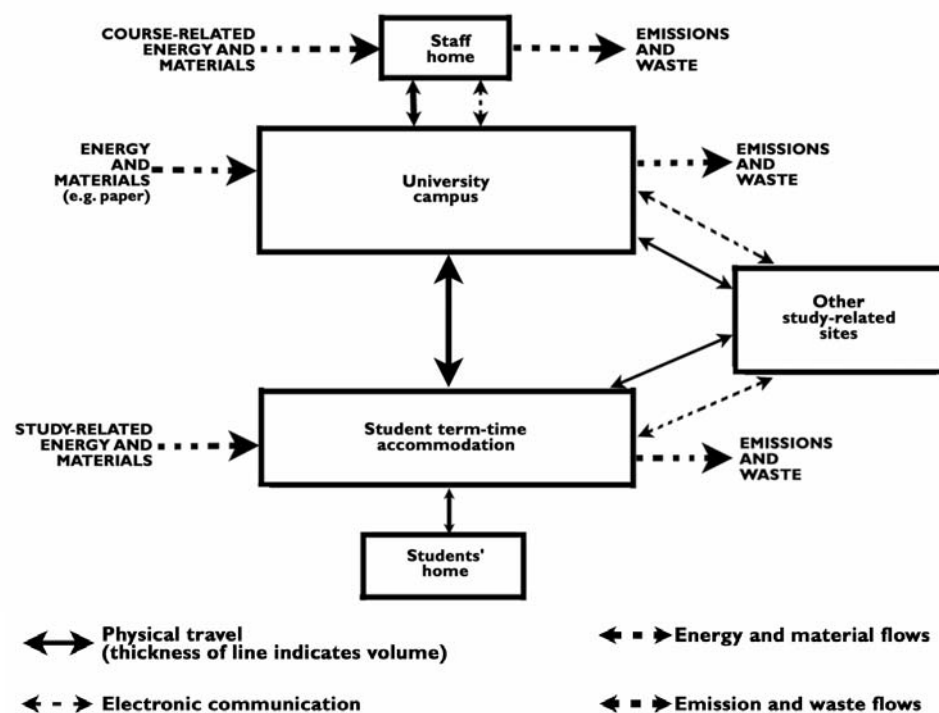 COURSE-RELATED
ENERGY AND
MATERIALS
Staff
home
EMISSIONS
AND
WASTE
ENERGY
AND
MATERIALS
(e.g. paper)
University
campus
EMISSIONS
AND
WASTE
Other
study-related
sites
STUDY-RELATED
ENERGY AND
MATERIALS
Student term-time
accommodation
EMISSIONS
AND
WASTE
Students'
home
Physical travel
(thickness of line indicates volume)
Energy and material flows
Electronic communication
Emission and waste flows